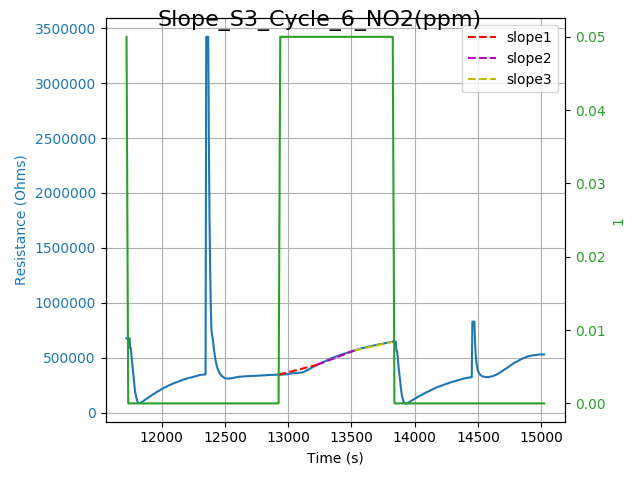 Slope_S3_Cycle_6_NO2(ppm)
slope1
slope2
slope3
Resistance (Ohms)
3500000
3000000
2500000
2000000
1500000
1000000
500000
0
0.05
0.04
0.03
0.02
0.01
0.00
1
12000 12500 13000 13500 14000 14500 15000
Time (s)